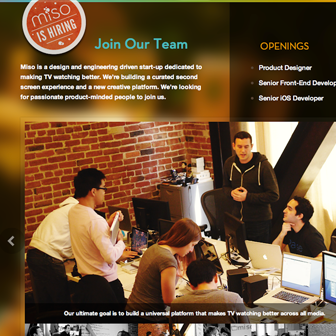 miso
IS HIRING
Join Our Team
Miso is a design and engineering driven start-up dedicated to
making TV watching better. We're building a curated second
screen experience and a new creative platform. We're looking
for passionate product-minded people to join us.
OPENINGS
Product Designer
Senior Front-End Develop
Senior iOS Developer
Our ultimate goal is to build a universal platform that makes TV watching better across all media.